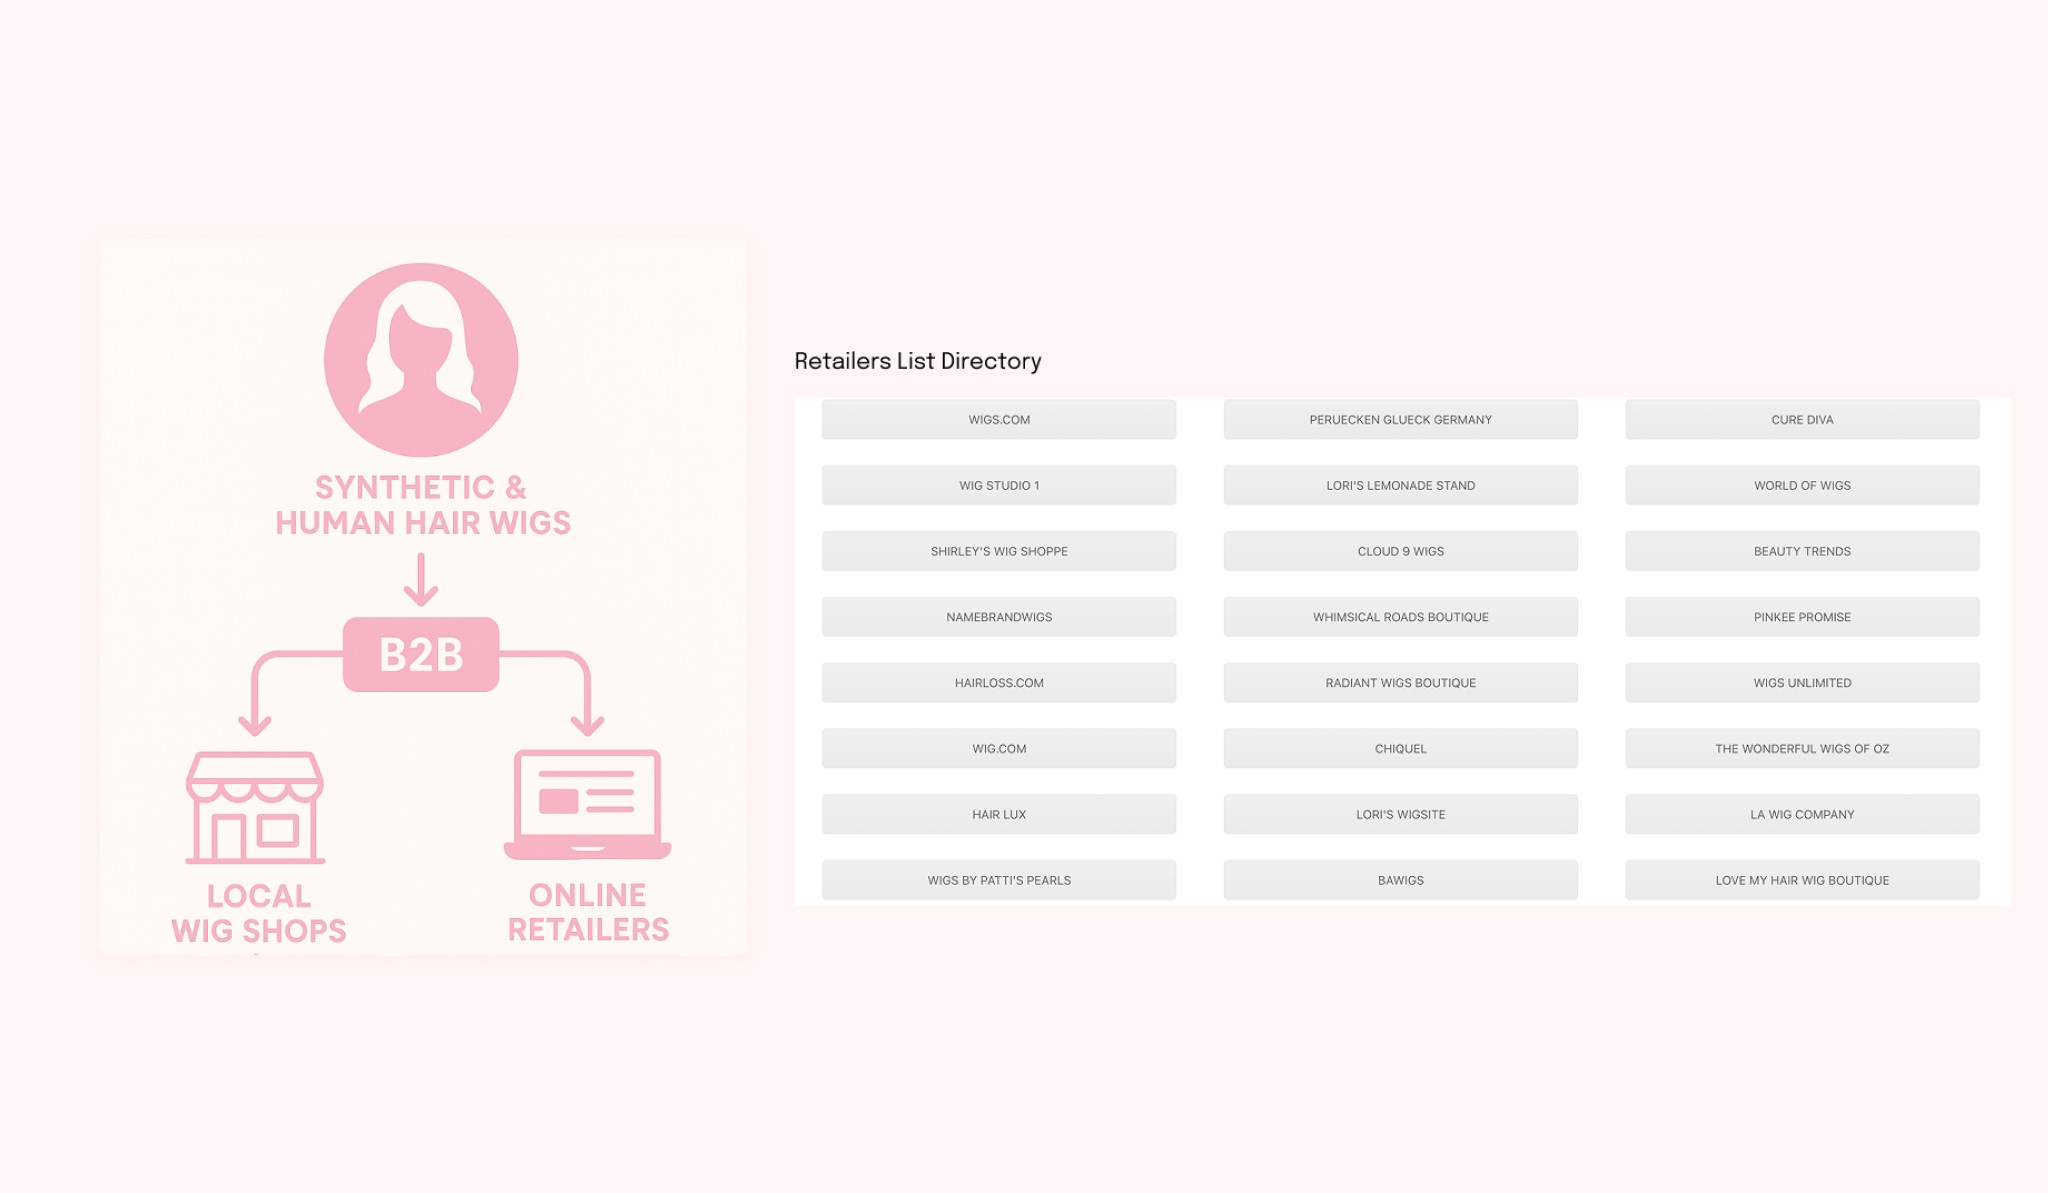 SYNTHETIC &
HUMAN HAIR WIGS
B2B
LOCAL
WIG SHOPS
ONLINE
RETAILERS
Retailers List Directory
WIGS.COM
PERUECKEN GLUECK GERMANY
CURE DIVA
WIG STUDIO 1
LORI'S LEMONADE STAND
WORLD OF WIGS
SHIRLEY'S WIG SHOPPE
CLOUD 9 WIGS
BEAUTY TRENDS
NAMEBRANDWIGS
WHIMSICAL ROADS BOUTIQUE
PINKEE PROMISE
HAIRLOSS.COM
RADIANT WIGS BOUTIQUE
WIGS UNLIMITED
WIG.COM
CHIQUEL
THE WONDERFUL WIGS OF OZ
HAIR LUX
LORI'S WIGSITE
LA WIG COMPANY
WIGS BY PATTI'S PEARLS
BAWIGS
LOVE MY HAIR WIG BOUTIQUE